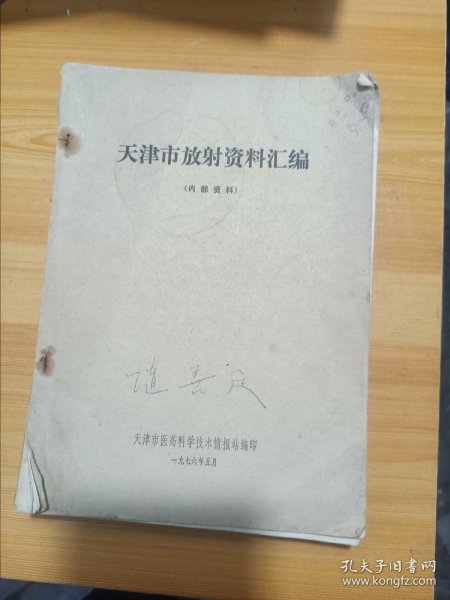 天津市放射资料汇编
（内部资料）
随善
天津市医药科学技术情报站编印
一九七六年五月
孔夫子旧书网
www.kongfz.com